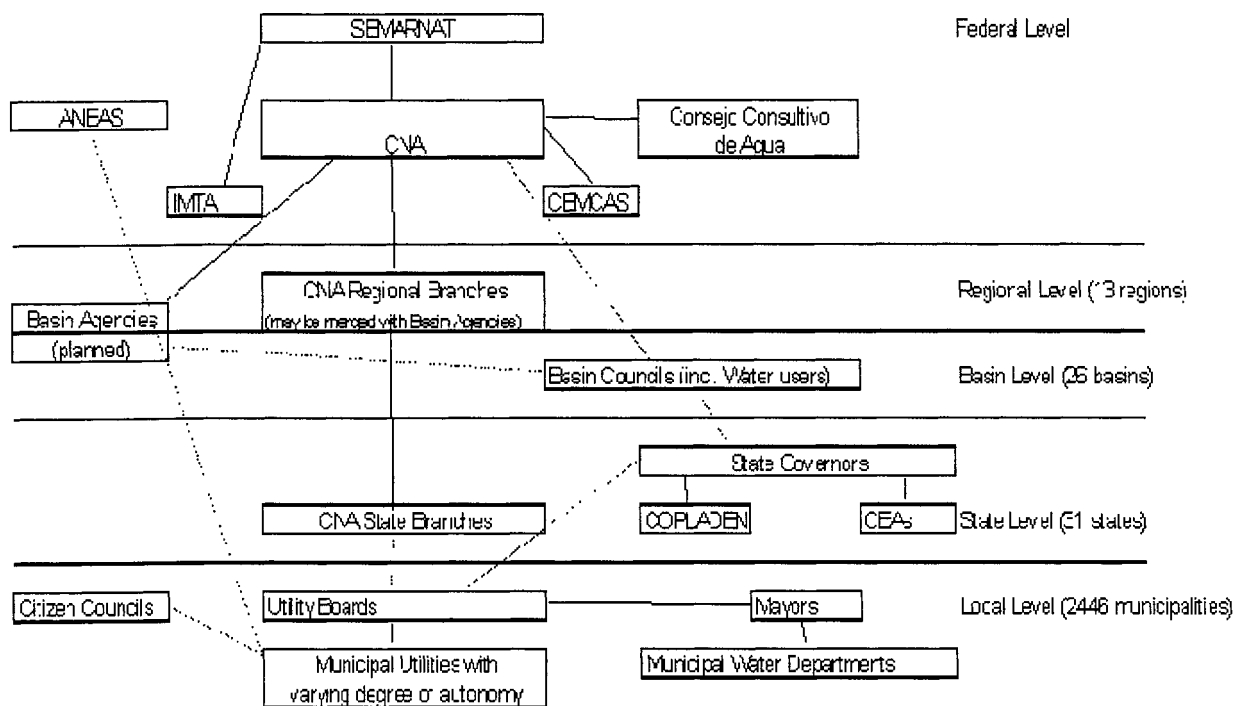 SEMARNAT
Federal Level
ANEAS
CNA
Consejo Consultivo
de Agua
IMTA
CEMCAS
CNA Regional Branches
(may be merged with Basin Agencies)
Regional Level (13 regions)
Basin Agencies
(planned)
Basin Councils (inc. Water users)
Basin Level (26 basins)
State Governors
CNA State Branches
COPLADEN
CEAs
State Level (31 states)
Citizen Councils
Utility Boards
Mayors
Local Level (2446 municipalities)
Municipal Utilities with
varying degree of autonomy
Municipal Water Departments